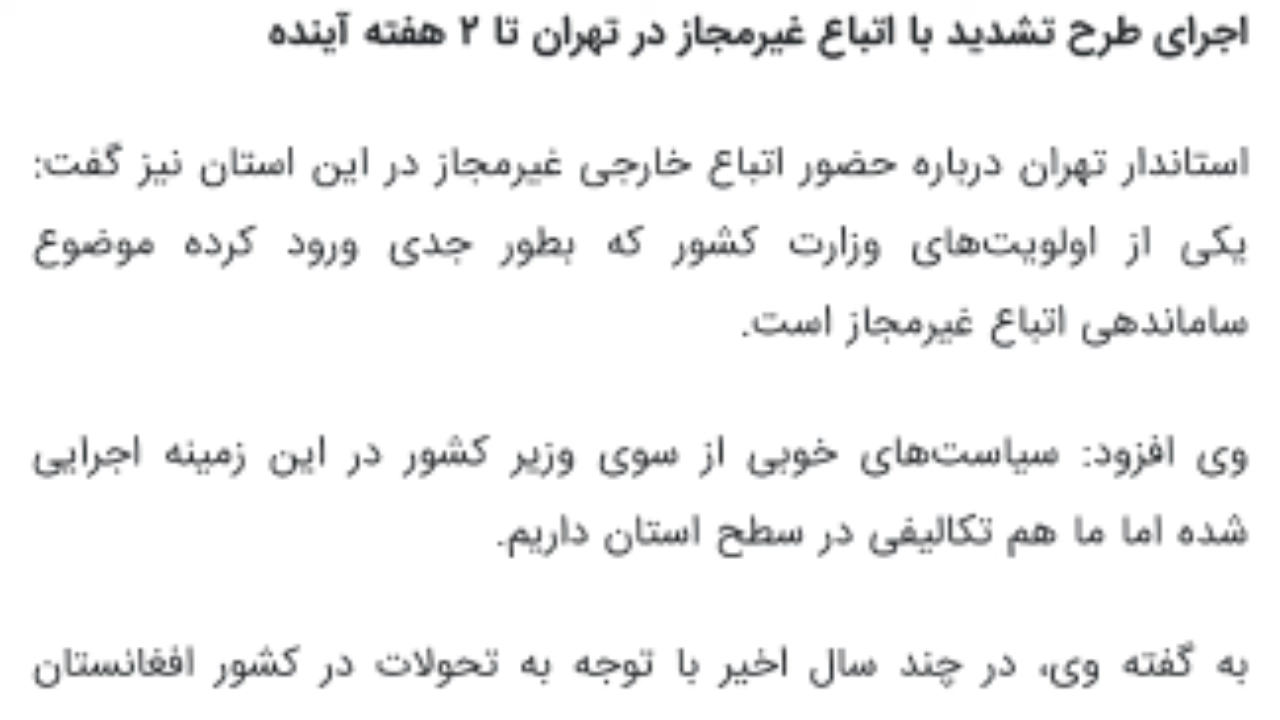 اجرای طرح تشدید با اتباع غیرمجاز در تهران تا ۲ هفته آینده
استاندار تهران درباره حضور اتباع خارجی غیرمجاز در این استان نیز گفت:
یکی از اولویت‌های وزارت کشور که بطور جدی ورود کرده موضوع
ساماندهی اتباع غیرمجاز است.
وی افزود: سیاست‌های خوبی از سوی وزیر کشور در این زمینه اجرایی
شده اما ما هم تکالیفی در سطح استان داریم.
به گفته وی، در چند سال اخیر با توجه به تحولات در کشور افغانستان